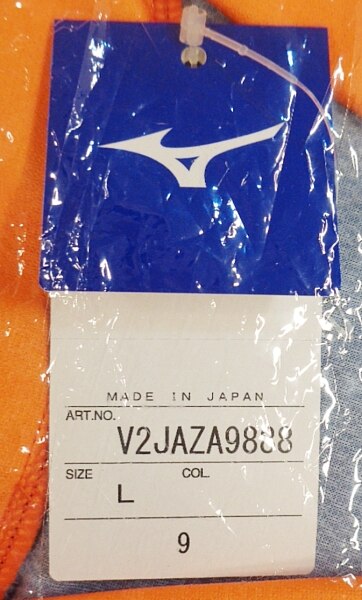 MADE IN JAPAN
ART.NO.
V2JAZA9838
SIZE COL.
L
9